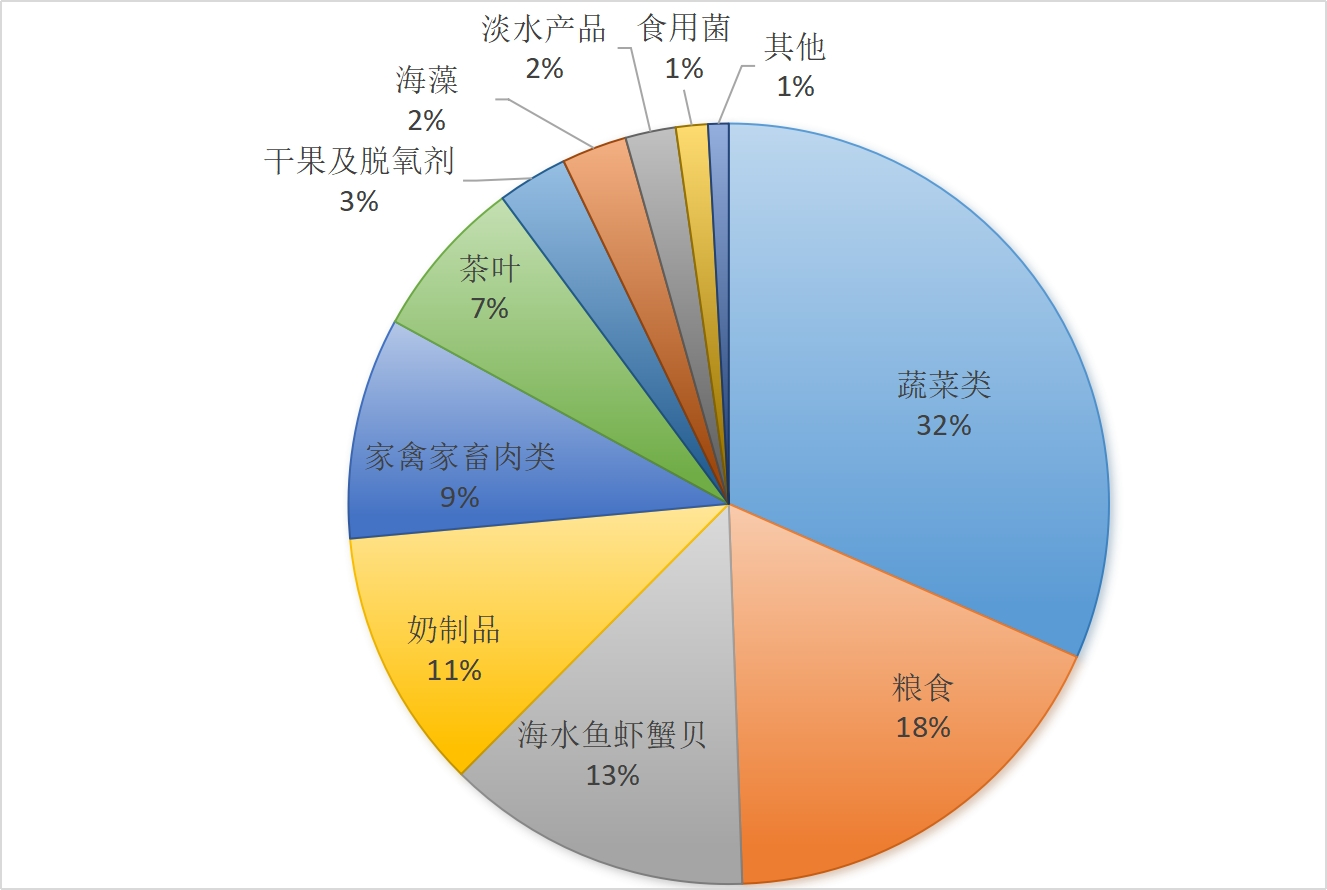 淡水产品
2%
食用菌
1%
其他
1%
海藻
2%
干果及脱氧剂
3%
茶叶
7%
蔬菜类
32%
家禽家畜肉类
9%
奶制品
11%
粮食
18%
海水鱼虾蟹贝
13%